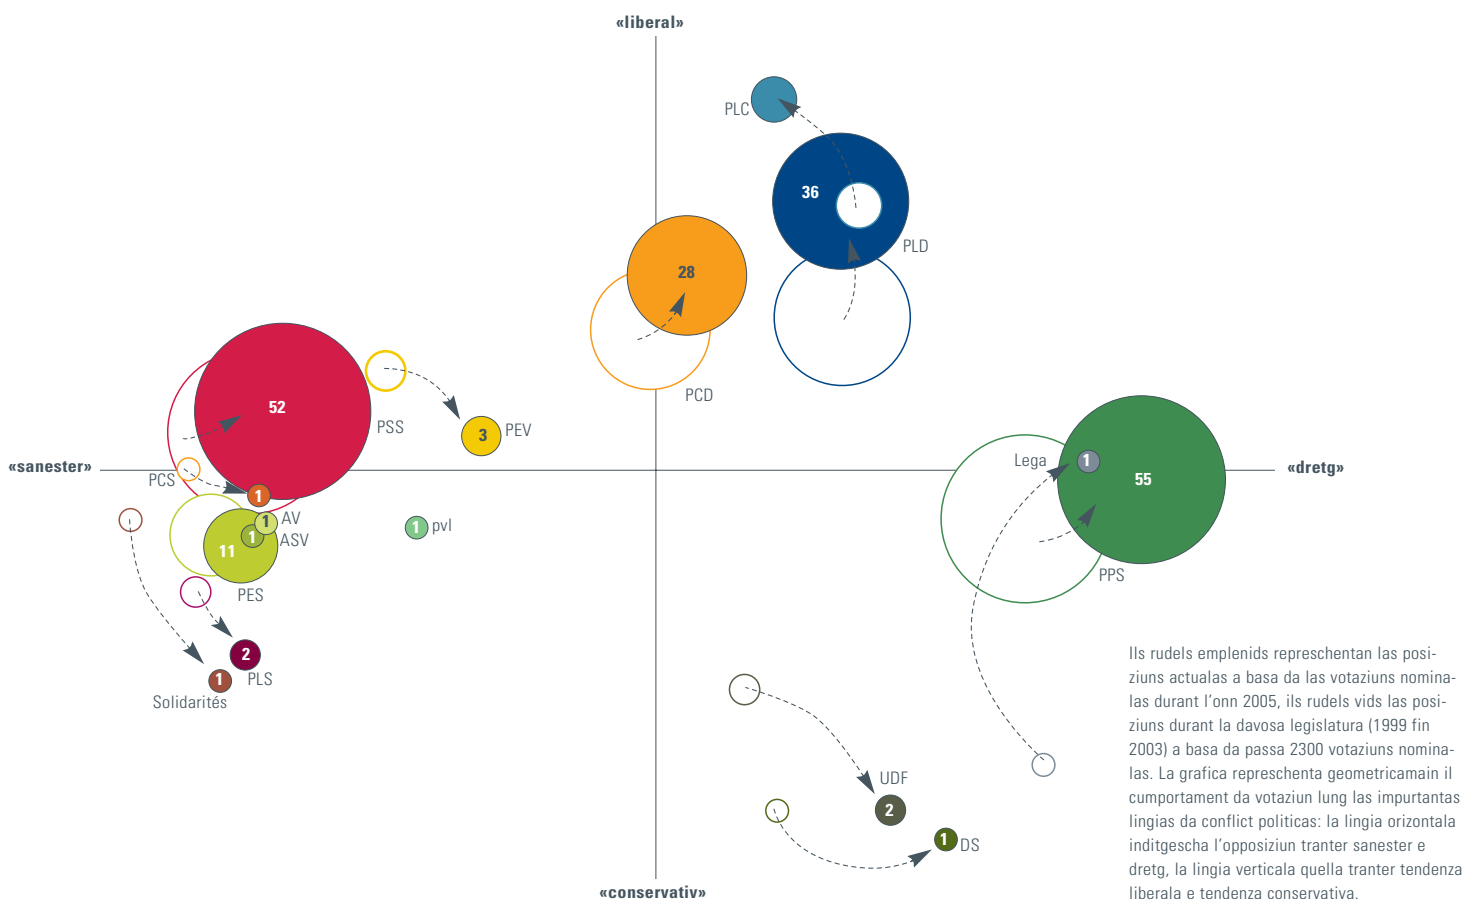 «liberal»
PLC
36
PLD
28
PCD
52
PSS
3
PEV
«sanester»
«dretg»
PCS
1
1
AV
1
ASV
11
PES
1
pvl
Lega
1
55
PPS
2
PLS
1
Solidarités
UDF
2
1
DS
«conservativ»
Ils rudels emplenids represchentan las posi-
ziuns actualas a basa da las votaziuns nomina-
las durant l'onn 2005, ils rudels vids las posi-
ziuns durant la davosa legislatura (1999 fin
2003) a basa da passa 2300 votaziuns nomina-
las. La grafica represchenta geometricamain il
cumportament da votaziun lung las impurtantas
lingias da conflict politicas: la lingia orizontala
inditgescha l'opposiziun tranter sanester e
dretg, la lingia verticala quella tranter tendenza
liberala e tendenza conservativa.